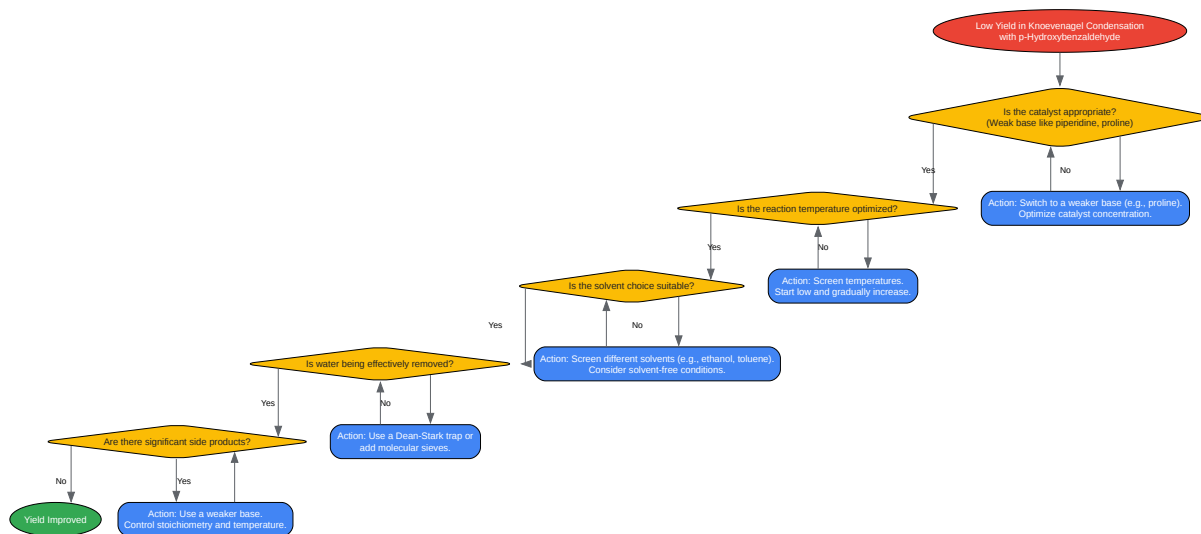 Low Yield in Knoevenagel Condensation
with p-Hydroxybenzaldehyde
Is the catalyst appropriate?
(Weak base like piperidine, proline)
Yes
No
Action: Switch to a weaker base (e.g., proline).
Optimize catalyst concentration.
Is the reaction temperature optimized?
Yes
No
Action: Screen temperatures.
Start low and gradually increase.
Is the solvent choice suitable?
Yes
No
Action: Screen different solvents (e.g., ethanol, toluene).
Consider solvent-free conditions.
Is water being effectively removed?
Yes
No
Action: Use a Dean-Stark trap or
add molecular sieves.
Are there significant side products?
No
Yes
Yield Improved
Action: Use a weaker base.
Control stoichiometry and temperature.